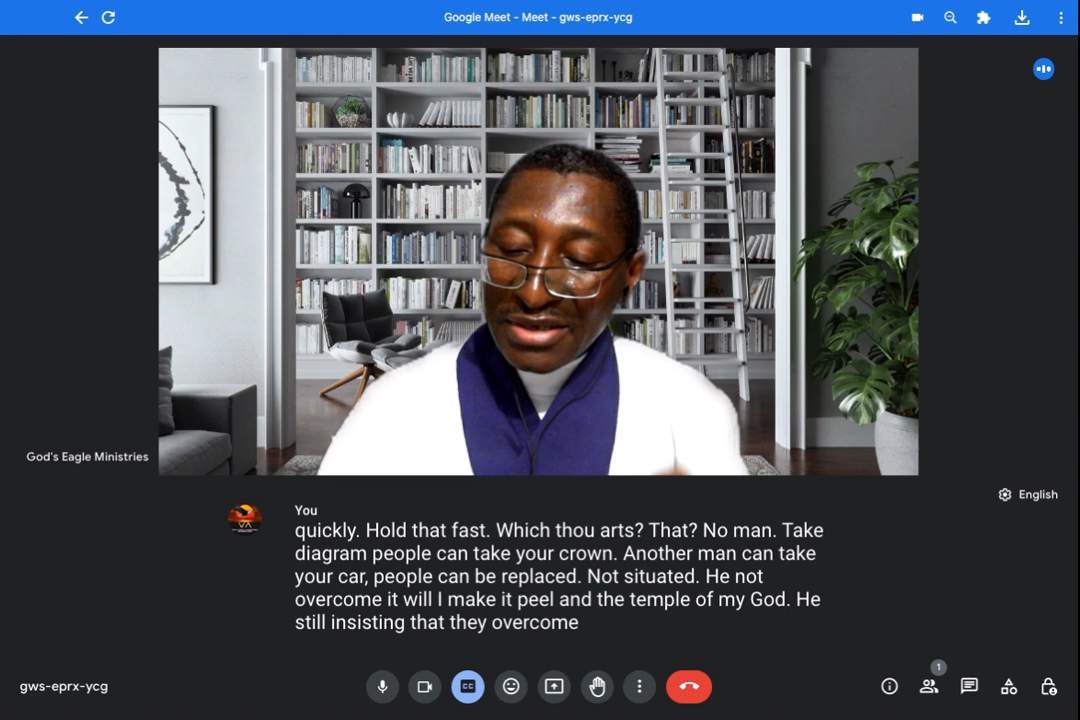 Google Meet - Meet - gws-eprx-ycg
God's Eagle Ministries
English
You
quickly. Hold that fast. Which thou arts? That? No man. Take
diagram people can take your crown. Another man can take
your car, people can be replaced. Not situated. He not
overcome it will I make it peel and the temple of my God. He
still insisting that they overcome
gws-eprx-ycg
CC
1